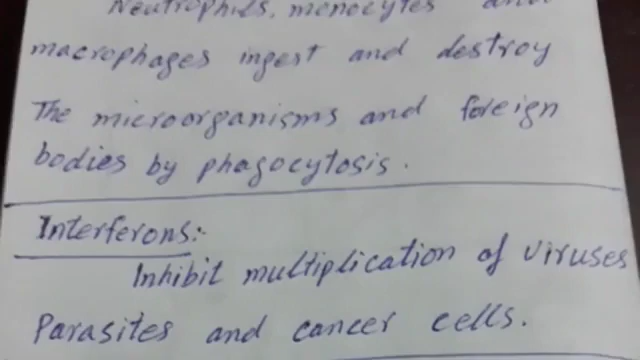 Neutrophils, monocytes and
macrophages ingest and destroy
The microorganisms and foreign
bodies by phagocytosis.
Interferons:-
Inhibit multiplication of viruses
Parasites and cancer cells.